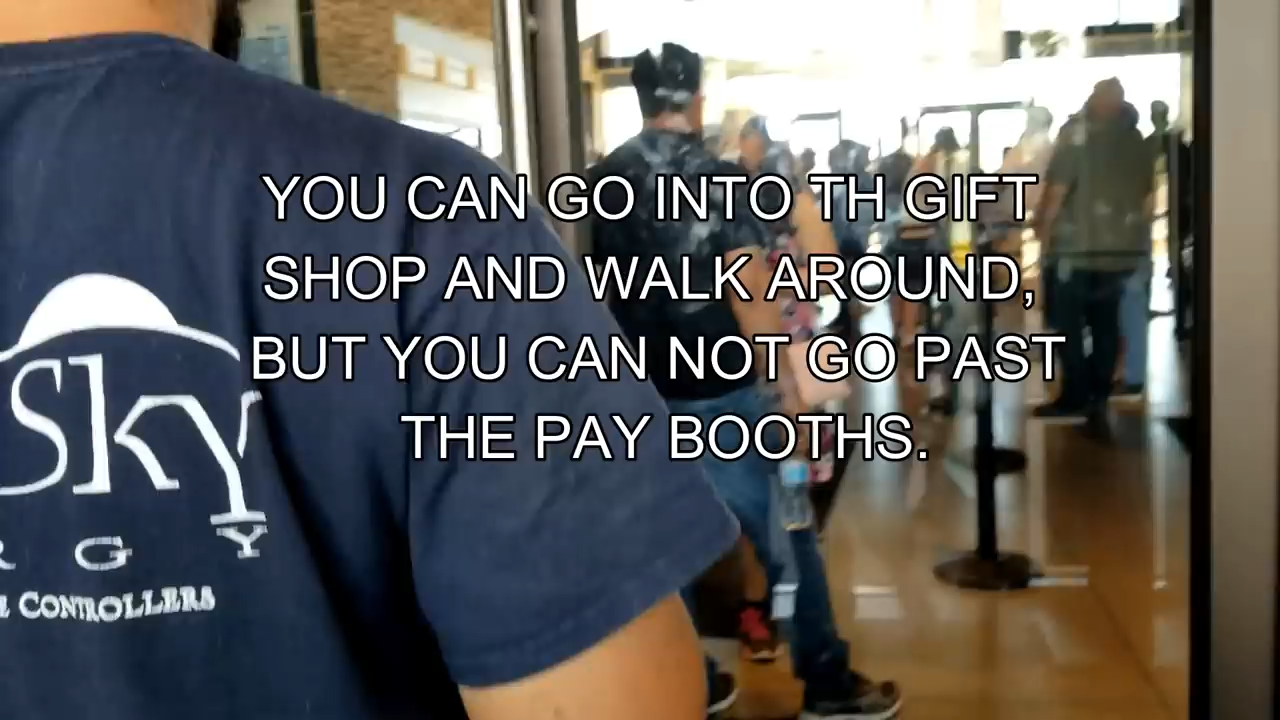 YOU CAN GO INTO TH GIFT
SHOP AND WALK AROUND,
BUT YOU CAN NOT GO PAST
THE PAY BOOTHS.
Sky
R G Y
CONTROLLERS